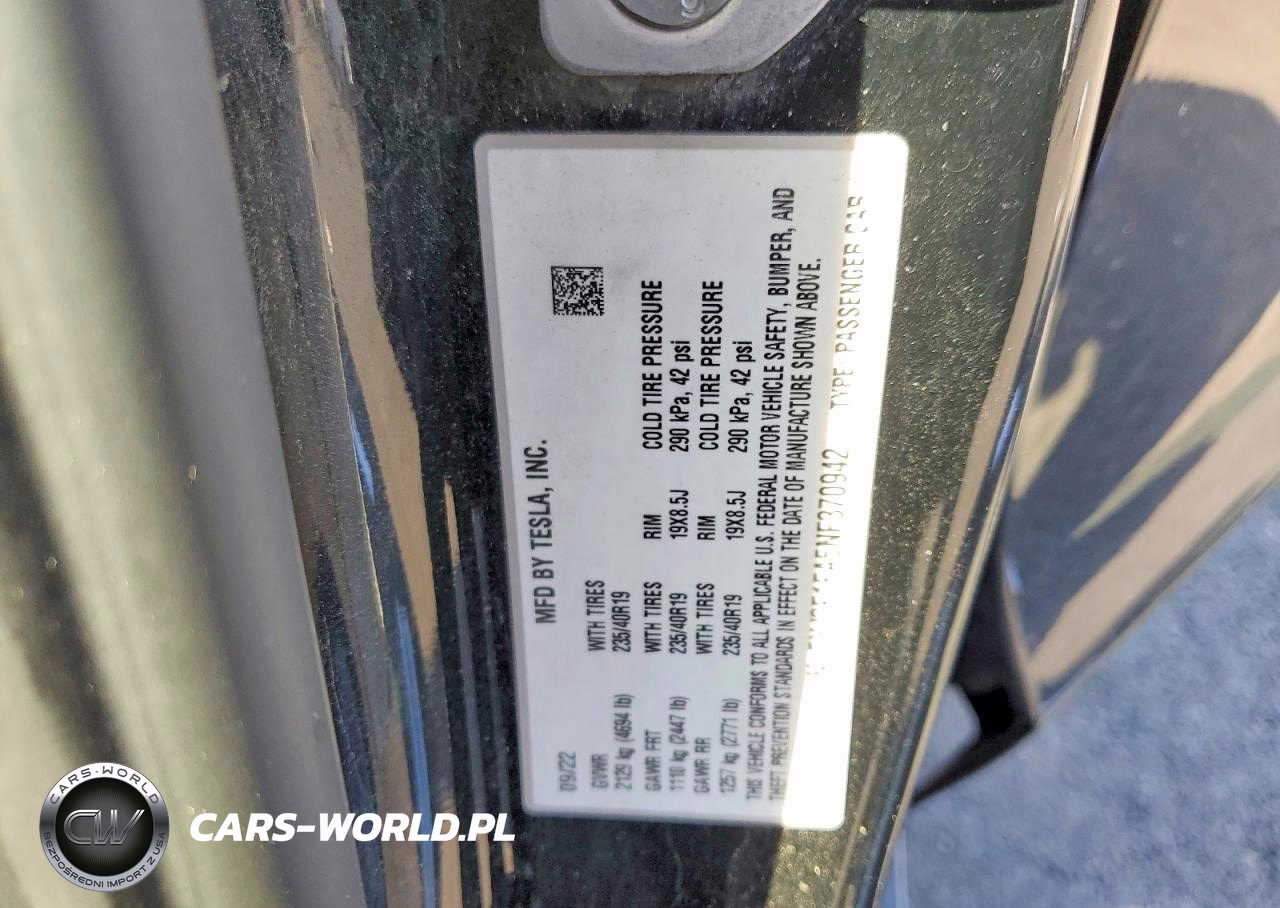 MFD BY TESLA, INC.
09/22
GVWR WITH TIRES
2129 kg (4694 lb) 235/40R19
GAWR FRT WITH TIRES RIM COLD TIRE PRESSURE
1110 kg (2447 lb) 235/40R19 19X8.5J 290 kPa, 42 psi
GAWR RR WITH TIRES RIM COLD TIRE PRESSURE
1257 kg (2771 lb) 235/40R19 19X8.5J 290 kPa, 42 psi
THIS VEHICLE CONFORMS TO ALL APPLICABLE U.S. FEDERAL MOTOR VEHICLE SAFETY, BUMPER, AND
THEFT PREVENTION STANDARDS IN EFFECT ON THE DATE OF MANUFACTURE SHOWN ABOVE.
TYPE PASSENGER CAR
CARS-WORLD
CW
BEZPOŚREDNI IMPORT Z USA
CARS-WORLD.PL